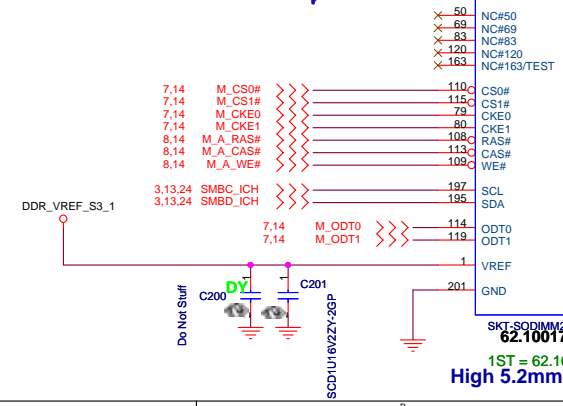 50 NC#50
69 NC#69
83 NC#83
120 NC#120
163 NC#163/TEST
7,14 M_CS0# 110 CS0#
7,14 M_CS1# 115 CS1#
7,14 M_CKE0 79 CKE0
7,14 M_CKE1 80 CKE1
8,14 M_A_RAS# 108 RAS#
8,14 M_A_CAS# 113 CAS#
8,14 M_A_WE# 109 WE#
3,13,24 SMBC_ICH 197 SCL
3,13,24 SMBD_ICH 195 SDA
DDR_VREF_S3_1
7,14 M_ODT0 114 ODT0
7,14 M_ODT1 119 ODT1
1 VREF
1 1
DY C200 C201
201 GND
Do Not Stuff
SCD1U16V2ZY-2GP
SKT-SODIMM2
62.10017
1ST = 62.10
High 5.2mm